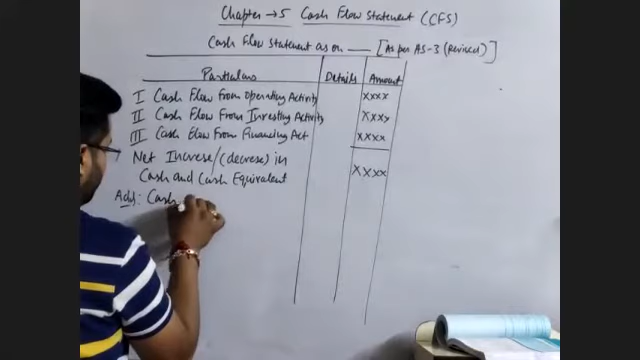 Chapter → 5 Cash Flow Statement (CFS)
Cash Flow Statement as on —— [As per AS-3 (Revised)]
Particulars Details Amount
I Cash Flow From Operating Activity xxxx
II Cash Flow From Investing Activity xxxx
III Cash Flow From Financing Act xxxx
Net Increase/(decrease) in
Cash and Cash Equivalent xxxx
Add: Cash